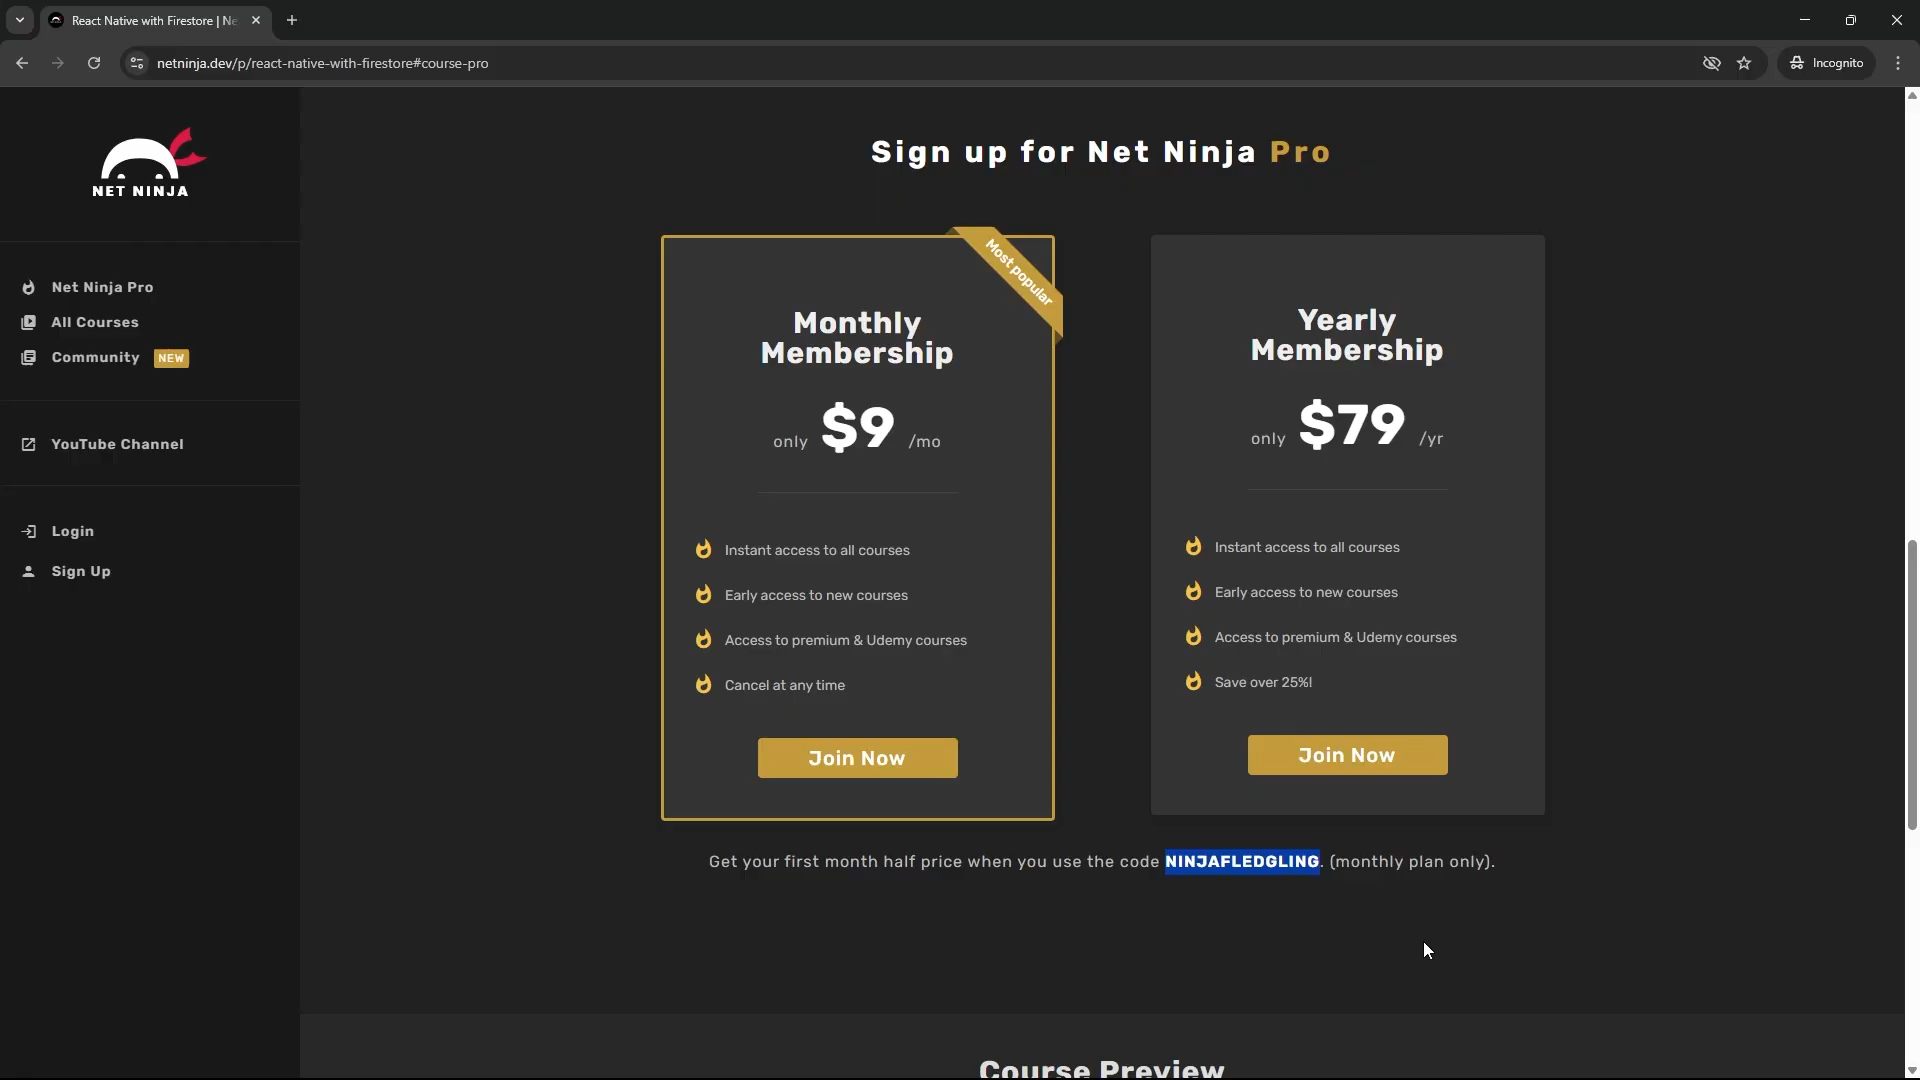 React Native with Firestore | Ne
netninja.dev/p/react-native-with-firestore#course-pro
Incognito
NET NINJA
Net Ninja Pro
All Courses
Community NEW
YouTube Channel
Login
Sign Up
Sign up for Net Ninja Pro
Most popular
Monthly
Membership
only $9 /mo
Instant access to all courses
Early access to new courses
Access to premium & Udemy courses
Cancel at any time
Join Now
Yearly
Membership
only $79 /yr
Instant access to all courses
Early access to new courses
Access to premium & Udemy courses
Save over 25%!
Join Now
Get your first month half price when you use the code NINJAFLEDGLING. (monthly plan only).
Course Preview